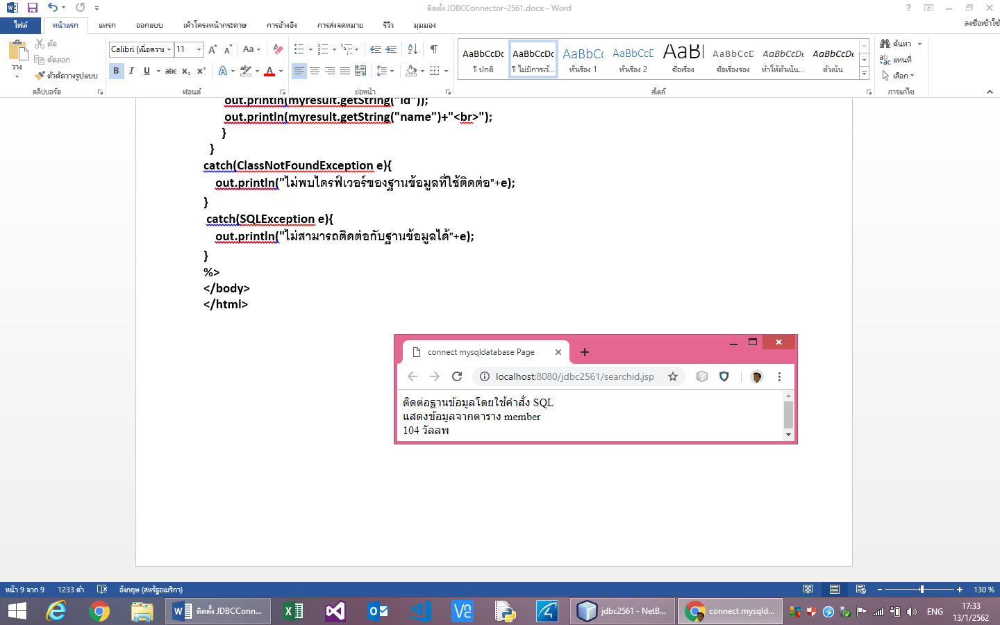 ติดตั้ง JDBCConnector-2561.docx - Word
ไฟล์ หน้าแรก แทรก ออกแบบ เค้าโครงหน้ากระดาษ การอ้างอิง การส่งจดหมาย รีวิว มุมมอง ลงชื่อเข้าใช้
วาง
ตัด
คัดลอก
ตัวคัดวางรูปแบบ
คลิปบอร์ด
Calibri (เนื้อความ 11
ฟอนต์
ย่อหน้า
AaBbCcDc AaBbCcDc AaBbCc AaBbCcD AaBl AaBbCcD AaBbCcDc AaBbCcDc
¶ ปกติ ¶ ไม่มีการเว้... หัวเรื่อง 1 หัวเรื่อง 2 ชื่อเรื่อง ชื่อเรื่องรอง ทำให้ตัวเน้น... ตัวเน้น
สไตล์
ค้นหา
แทนที่
เลือก
การแก้ไข
out.println(myresult.getString("id"));
out.println(myresult.getString("name")+"<br>");
}
}
catch(ClassNotFoundException e){
out.println("ไม่พบไดรฟ์เวอร์ของฐานข้อมูลที่ใช้ติดต่อ"+e);
}
catch(SQLException e){
out.println("ไม่สามารถติดต่อกับฐานข้อมูลได้"+e);
}
%>
</body>
</html>
connect mysqldatabase Page
localhost:8080/jdbc2561/searchid.jsp
ติดต่อฐานข้อมูลโดยใช้คำสั่ง SQL
แสดงข้อมูลจากตาราง member
104 วัลลพ
หน้า 9 จาก 9 1233 คำ อังกฤษ (สหรัฐอเมริกา) 130 %
ติดตั้ง JDBCConn... jdbc2561 - NetB... connect mysqld... ENG 17:33
13/1/2562